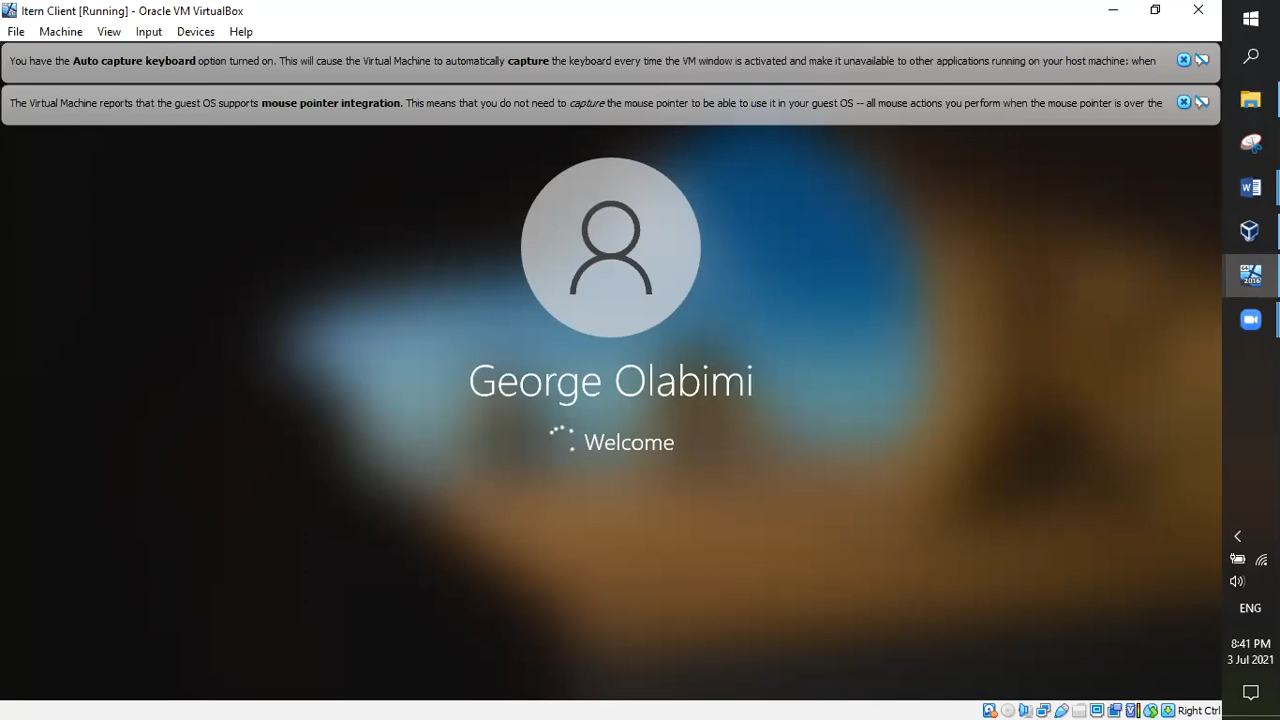 Itern Client [Running] - Oracle VM VirtualBox
File Machine View Input Devices Help
You have the Auto capture keyboard option turned on. This will cause the Virtual Machine to automatically capture the keyboard every time the VM window is activated and make it unavailable to other applications running on your host machine: when
The Virtual Machine reports that the guest OS supports mouse pointer integration. This means that you do not need to capture the mouse pointer to be able to use it in your guest OS -- all mouse actions you perform when the mouse pointer is over the
George Olabimi
Welcome
64
2016
ENG
8:41 PM
3 Jul 2021
Right Ctrl